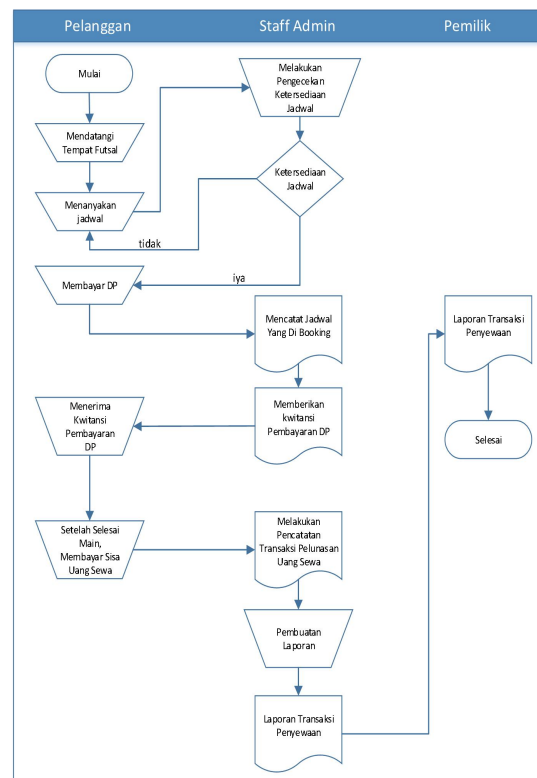 Pelanggan
Staff Admin
Pemilik
Mulai
Melakukan
Pengecekan
Ketersediaan
Jadwal
Mendatangi
Tempat Futsal
Menanyakan
jadwal
Ketersediaan
Jadwal
tidak
iya
Membayar DP
Mencatat Jadwal
Yang Di Booking
Laporan Transaksi
Penyewaan
Menerima
Kwitansi
Pembayaran
DP
Memberikan
kwitansi
Pembayaran DP
Selesai
Setelah Selesai
Main,
Membayar Sisa
Uang Sewa
Melakukan
Pencatatan
Transaksi Pelunasan
Uang Sewa
Pembuatan
Laporan
Laporan Transaksi
Penyewaan